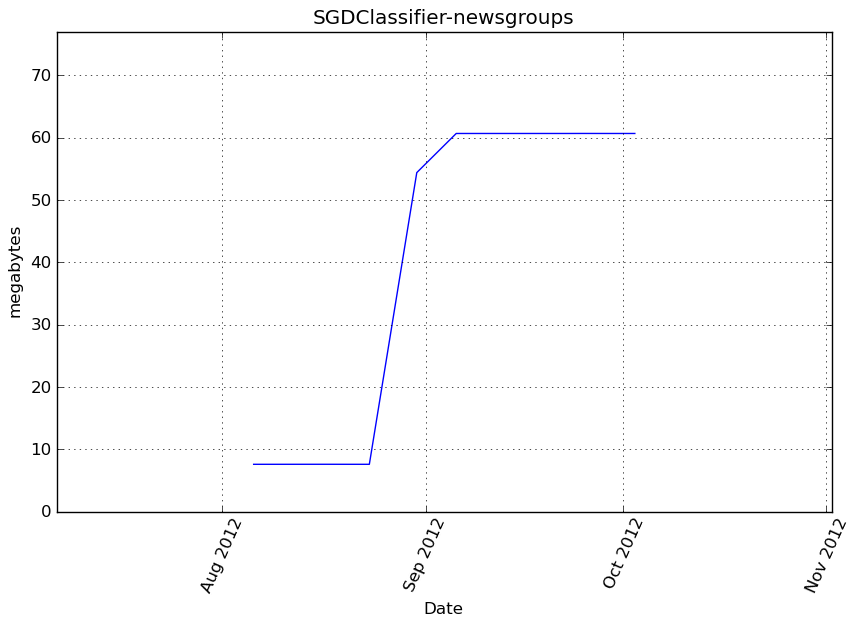 SGDClassifier-newsgroups
70
60
50
40
30
20
10
0
megabytes
Aug 2012
Sep 2012
Oct 2012
Nov 2012
Date